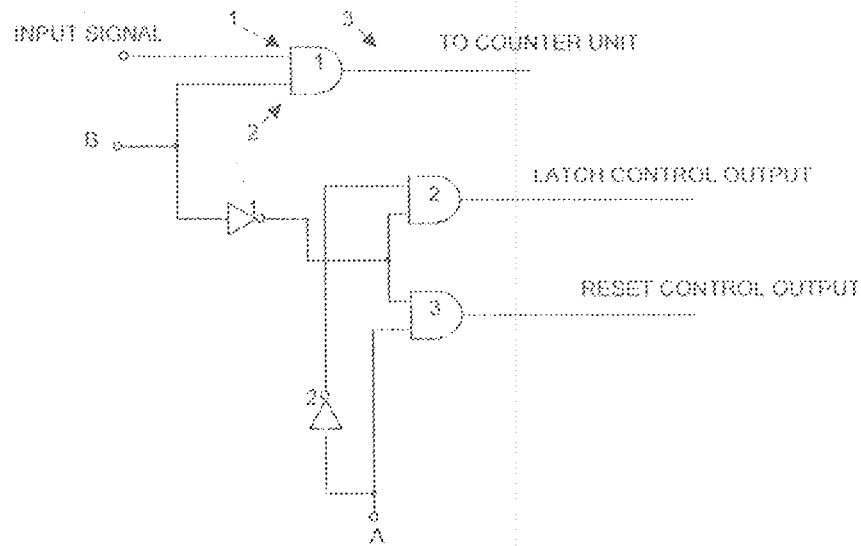 1
3
INPUT SIGNAL
1
TO COUNTER UNIT
2
B
LATCH CONTROL OUTPUT
2
1
RESET CONTROL OUTPUT
3
2
A